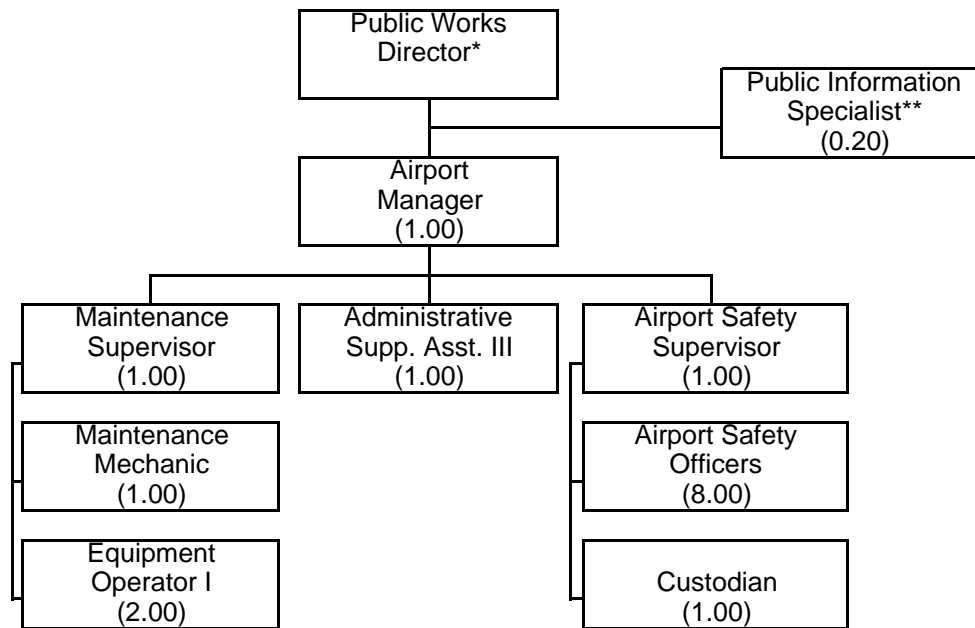 Public Works
Director*
Public Information
Specialist**
(0.20)
Airport
Manager
(1.00)
Maintenance
Supervisor
(1.00)
Administrative
Supp. Asst. III
(1.00)
Airport Safety
Supervisor
(1.00)
Maintenance
Mechanic
(1.00)
Airport Safety
Officers
(8.00)
Equipment
Operator I
(2.00)
Custodian
(1.00)